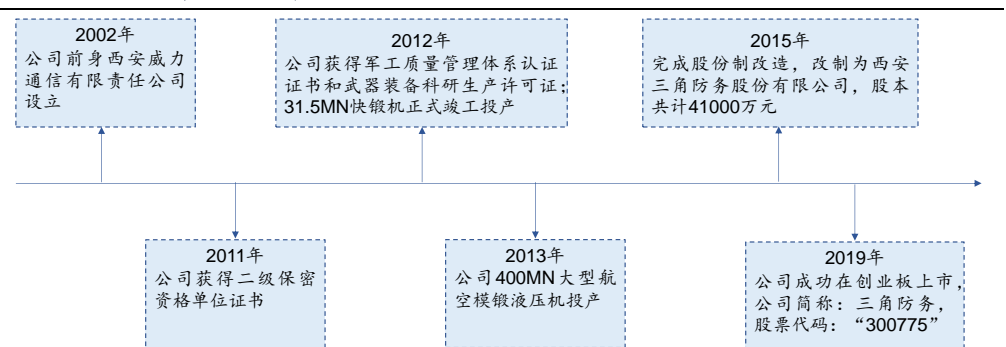 2002年
公司前身西安威力
通信有限责任公司
设立
2012年
公司获得军工质量管理体系认证
证书和武器装备科研生产许可证；
31.5MN快锻机正式竣工投产
2015年
完成股份制改造，改制为西安
三角防务股份有限公司，股本
共计41000万元
2011年
公司获得二级保密
资格单位证书
2013年
公司400MN大型航
空模锻液压机投产
2019年
公司成功在创业板上市，
公司简称：三角防务，
股票代码：“300775”